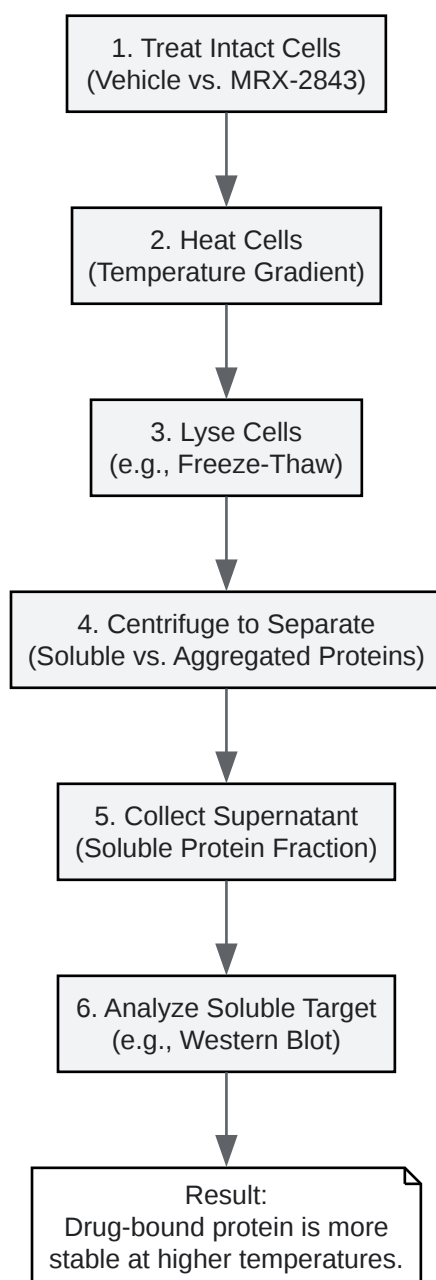 1. Treat Intact Cells
(Vehicle vs. MRX-2843)
2. Heat Cells
(Temperature Gradient)
3. Lyse Cells
(e.g., Freeze-Thaw)
4. Centrifuge to Separate
(Soluble vs. Aggregated Proteins)
5. Collect Supernatant
(Soluble Protein Fraction)
6. Analyze Soluble Target
(e.g., Western Blot)
Result:
Drug-bound protein is more
stable at higher temperatures.